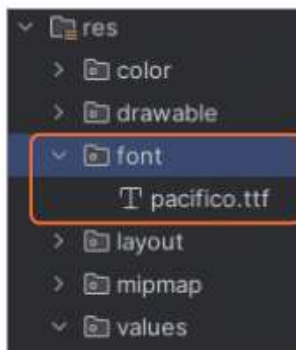 res
color
drawable
font
pacifico.ttf
layout
mipmap
values